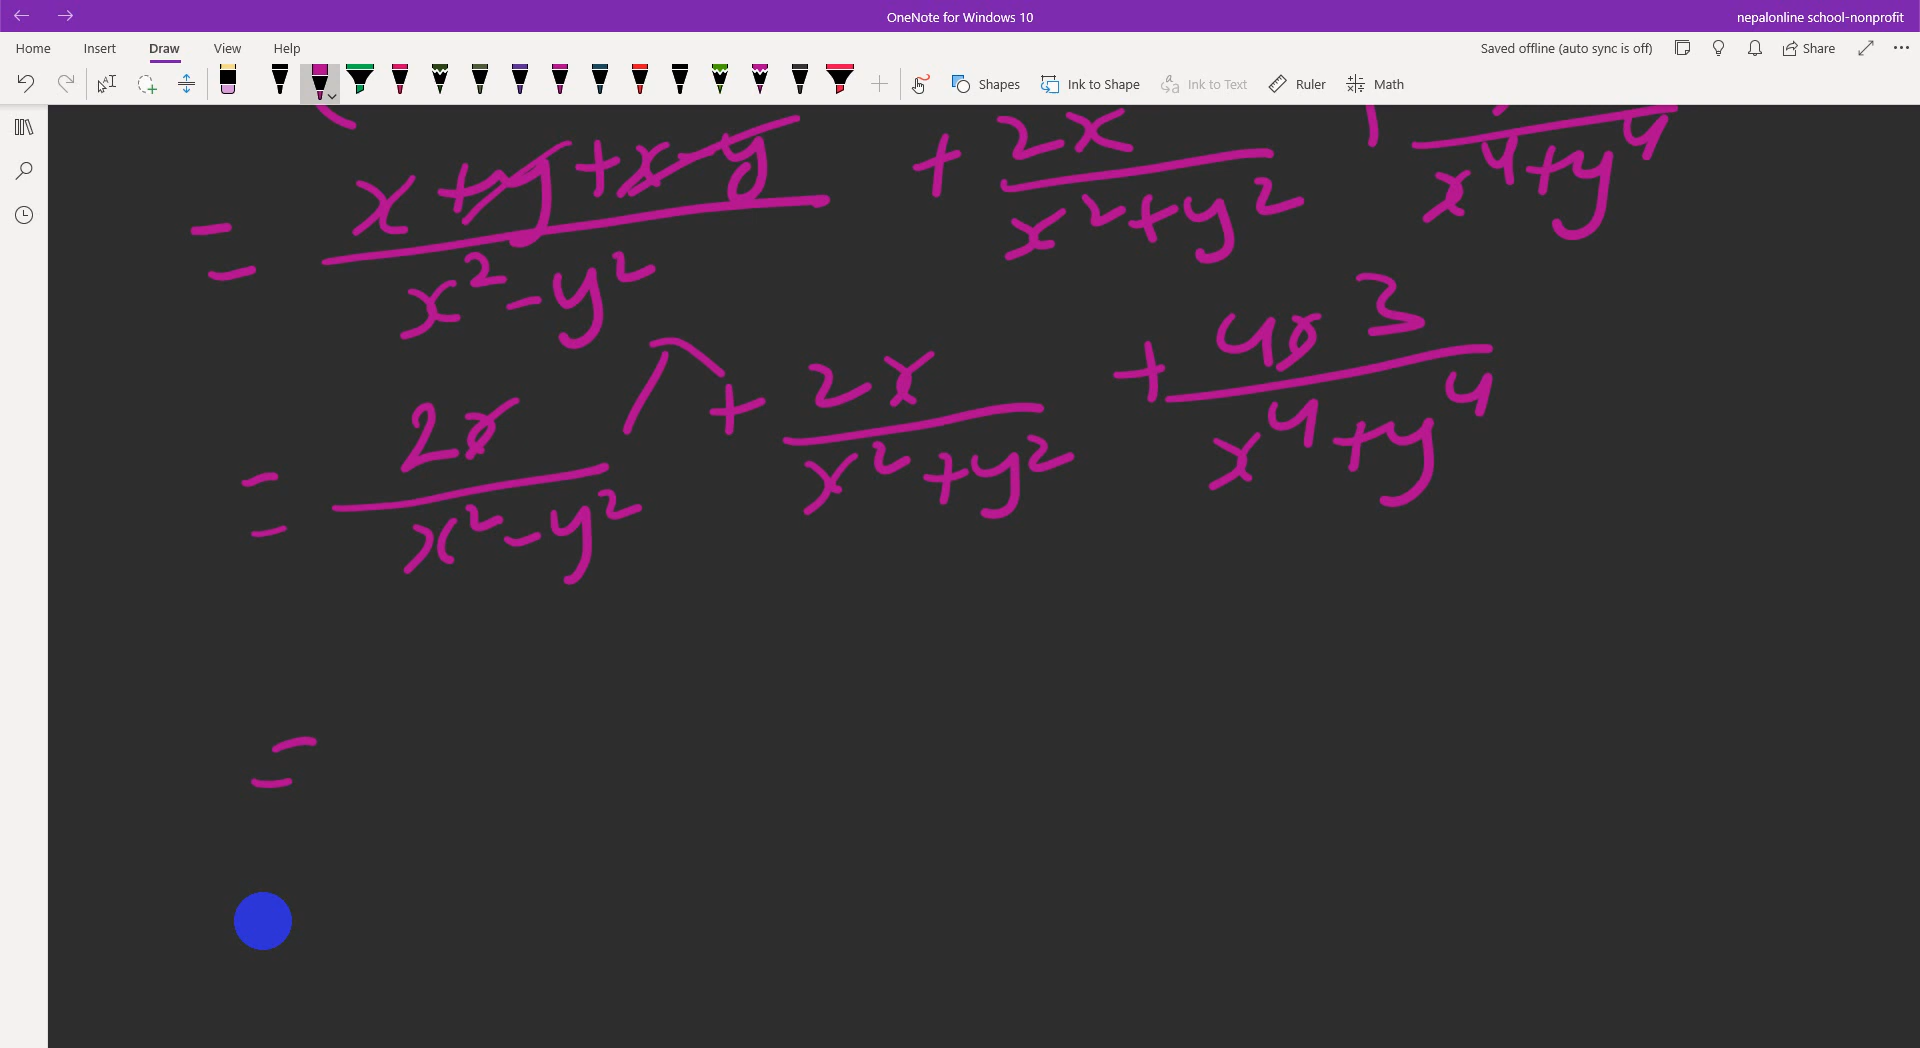 OneNote for Windows 10
nepalonline school-nonprofit
Home Insert Draw View Help
Saved offline (auto sync is off) Share
Shapes Ink to Shape Ink to Text Ruler Math
= (x + y + x - y)/(x² - y²) + 2x/(x² + y²) + /(x⁴ + y⁴)
= 2x/(x² - y²) + 2x/(x² + y²) + 4x³/(x⁴ + y⁴)
=